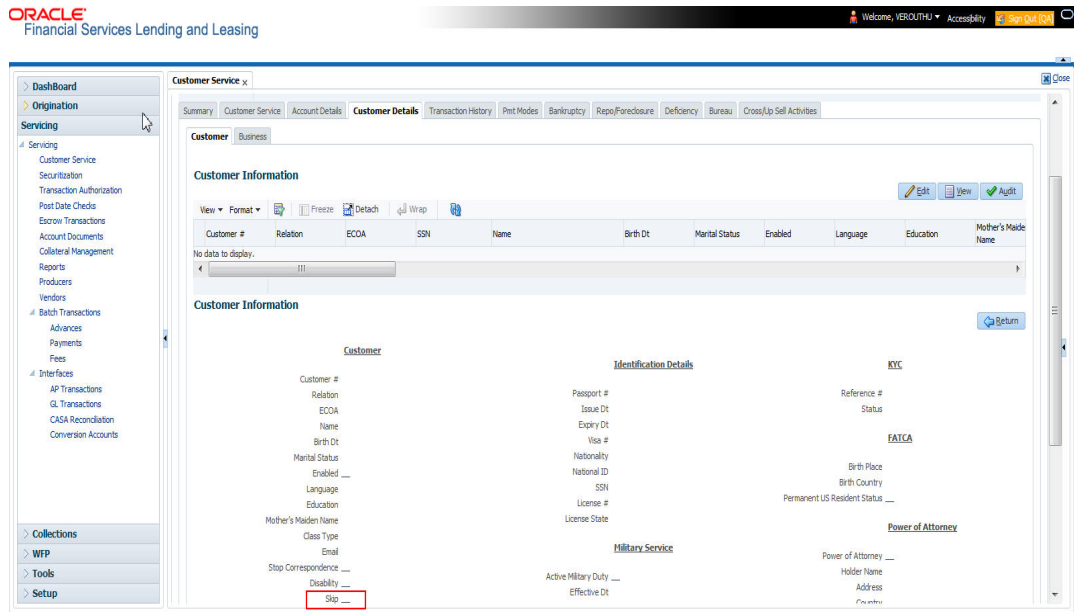 ORACLE
Financial Services Lending and Leasing
Welcome, VEROUTHU Accessibility Sign Out [QA]
Customer Service x
Close
DashBoard
Origination
Servicing
Servicing
Customer Service
Securitization
Transaction Authorization
Post Date Checks
Escrow Transactions
Account Documents
Collateral Management
Reports
Producers
Vendors
Batch Transactions
Advances
Payments
Fees
Interfaces
AP Transactions
GL Transactions
CASA Reconciliation
Conversion Accounts
Collections
WFP
Tools
Setup
Summary Customer Service Account Details Customer Details Transaction History Pmt Modes Bankruptcy Repo/Foreclosure Deficiency Bureau Cross/Up Sell Activities
Customer Business
Customer Information
Edit View Audit
View Format Freeze Detach Wrap
Customer # Relation ECOA SSN Name Birth Dt Marital Status Enabled Language Education Mother's Maide
Name
No data to display.
Customer Information
Return
Customer
Customer #
Relation
ECOA
Name
Birth Dt
Marital Status
Enabled
Language
Education
Mother's Maiden Name
Class Type
Email
Stop Correspondence
Disability
Skip
Identification Details
Passport #
Issue Dt
Expiry Dt
Visa #
Nationality
National ID
SSN
License #
License State
Military Service
Active Military Duty
Effective Dt
KYC
Reference #
Status
FATCA
Birth Place
Birth Country
Permanent US Resident Status
Power of Attorney
Power of Attorney
Holder Name
Address
Country